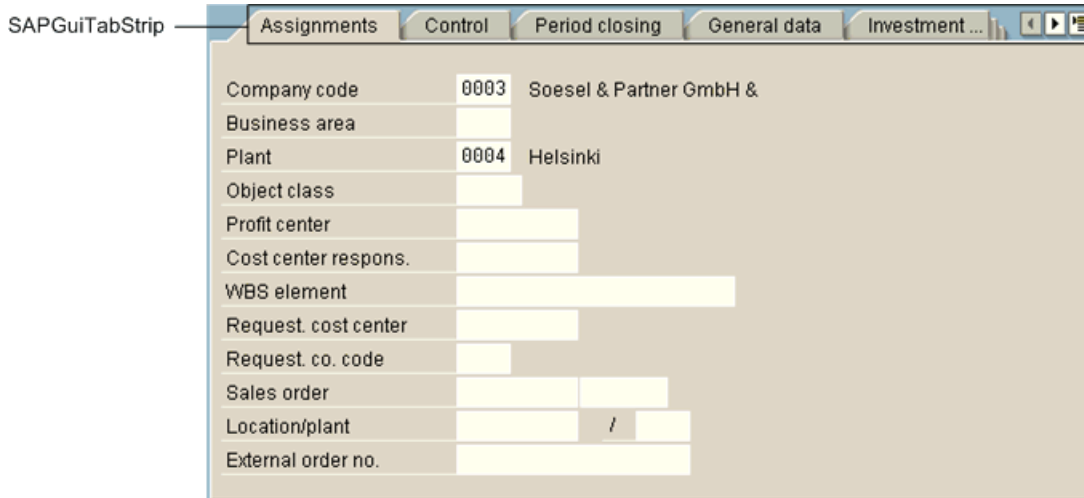 SAPGuiTabStrip Assignments Control Period closing General data Investment ...
Company code 0003 Soesel & Partner GmbH &
Business area
Plant 0004 Helsinki
Object class
Profit center
Cost center respons.
WBS element
Request. cost center
Request. co. code
Sales order
Location/plant /
External order no.